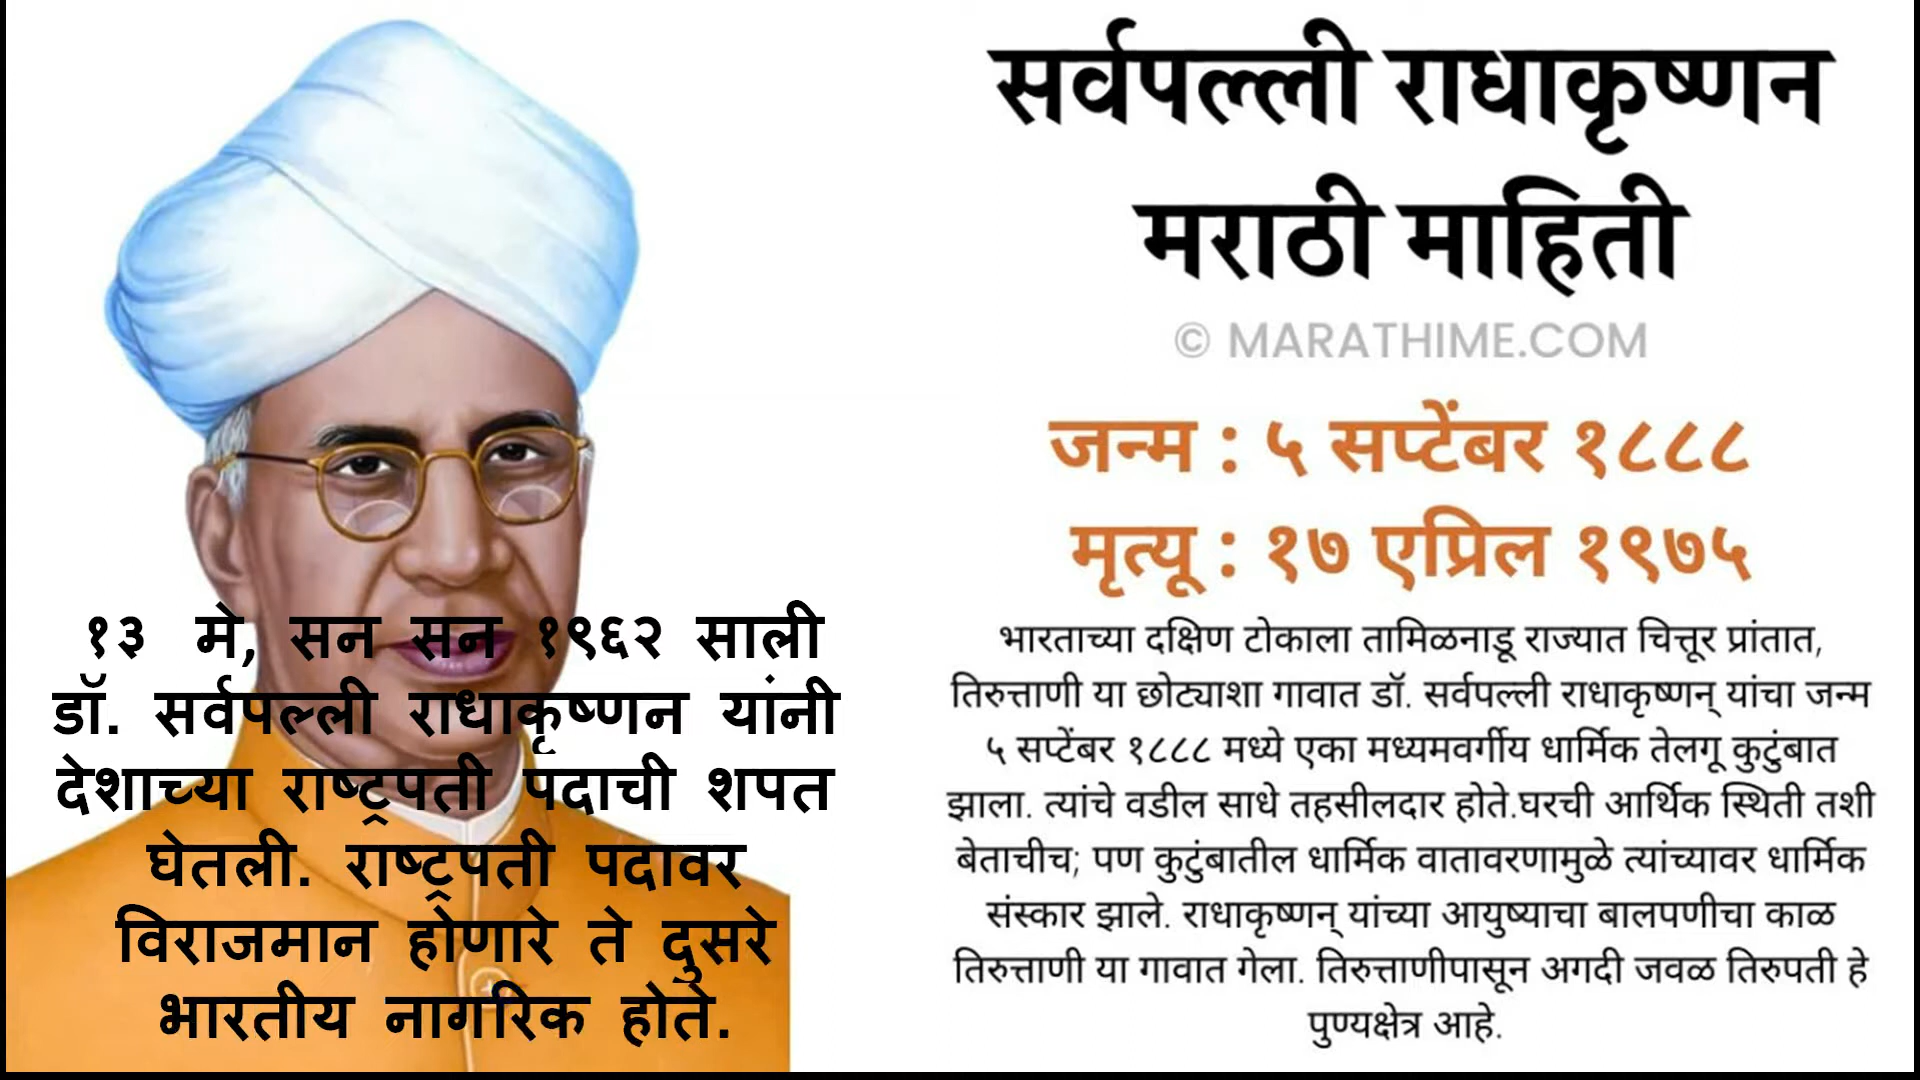 सर्वपल्ली राधाकृष्णन
मराठी माहिती
© MARATHIME.COM
जन्म : ५ सप्टेंबर १८८८
मृत्यू : १७ एप्रिल १९७५
भारताच्या दक्षिण टोकाला तामिळनाडू राज्यात चित्तूर प्रांतात,
तिरुत्ताणी या छोट्याशा गावात डॉ. सर्वपल्ली राधाकृष्णन् यांचा जन्म
५ सप्टेंबर १८८८ मध्ये एका मध्यमवर्गीय धार्मिक तेलगू कुटुंबात
झाला. त्यांचे वडील साधे तहसीलदार होते.घरची आर्थिक स्थिती तशी
बेताचीच; पण कुटुंबातील धार्मिक वातावरणामुळे त्यांच्यावर धार्मिक
संस्कार झाले. राधाकृष्णन् यांच्या आयुष्याचा बालपणीचा काळ
तिरुत्ताणी या गावात गेला. तिरुत्ताणीपासून अगदी जवळ तिरुपती हे
पुण्यक्षेत्र आहे.
१३ मे, सन सन १९६२ साली
डॉ. सर्वपल्ली राधाकृष्णन यांनी
देशाच्या राष्ट्रपती पदाची शपत
घेतली. राष्ट्रपती पदावर
विराजमान होणारे ते दुसरे
भारतीय नागरिक होते.